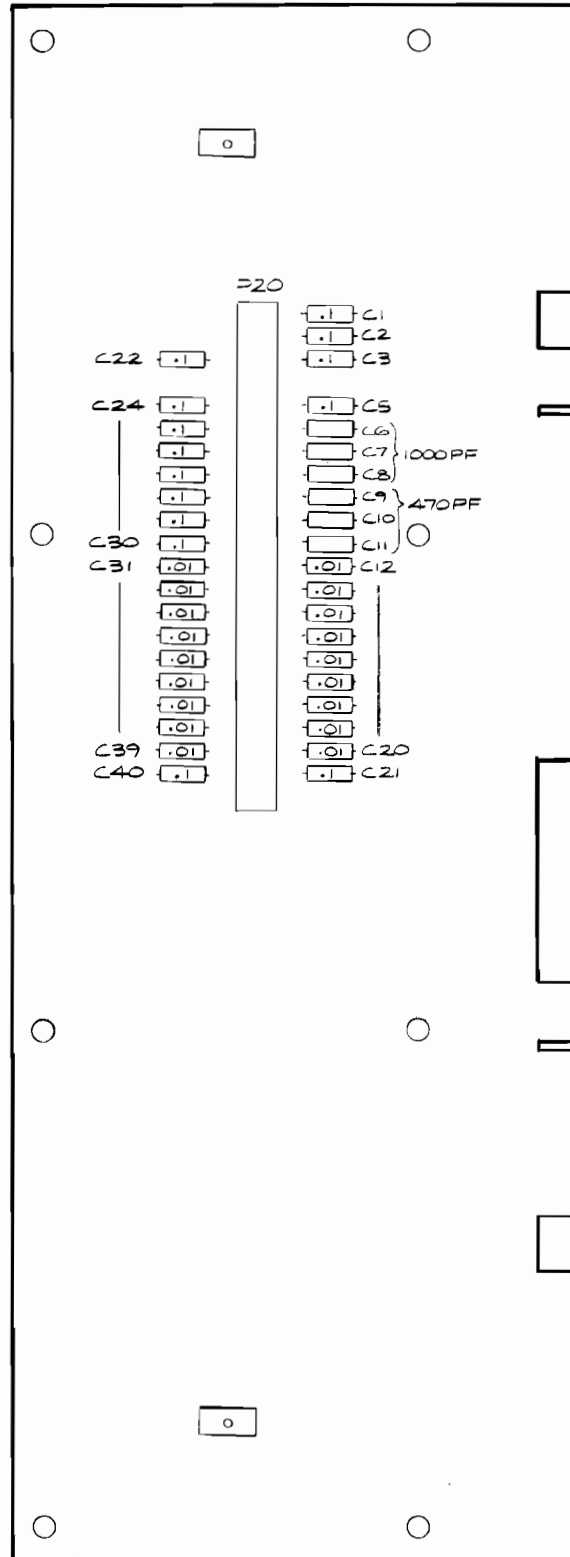 P20
.1 C1
.1 C2
C22 .1 .1 C3
C24 .1 .1 C5
.1 C6
.1 C7 1000PF
.1 C8
.1 C9 470PF
.1 C10
C30 .1 C11
C31 .01 .01 C12
.01 .01
.01 .01
.01 .01
.01 .01
.01 .01
.01 .01
.01 .01
C39 .01 .01 C20
C40 .1 .1 C21